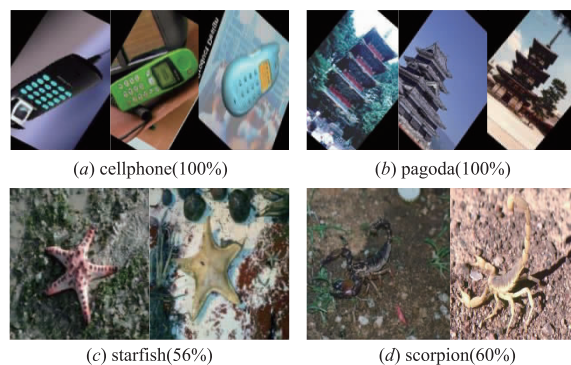 (a) cellphone(100%)
(b) pagoda(100%)
(c) starfish(56%)
(d) scorpion(60%)